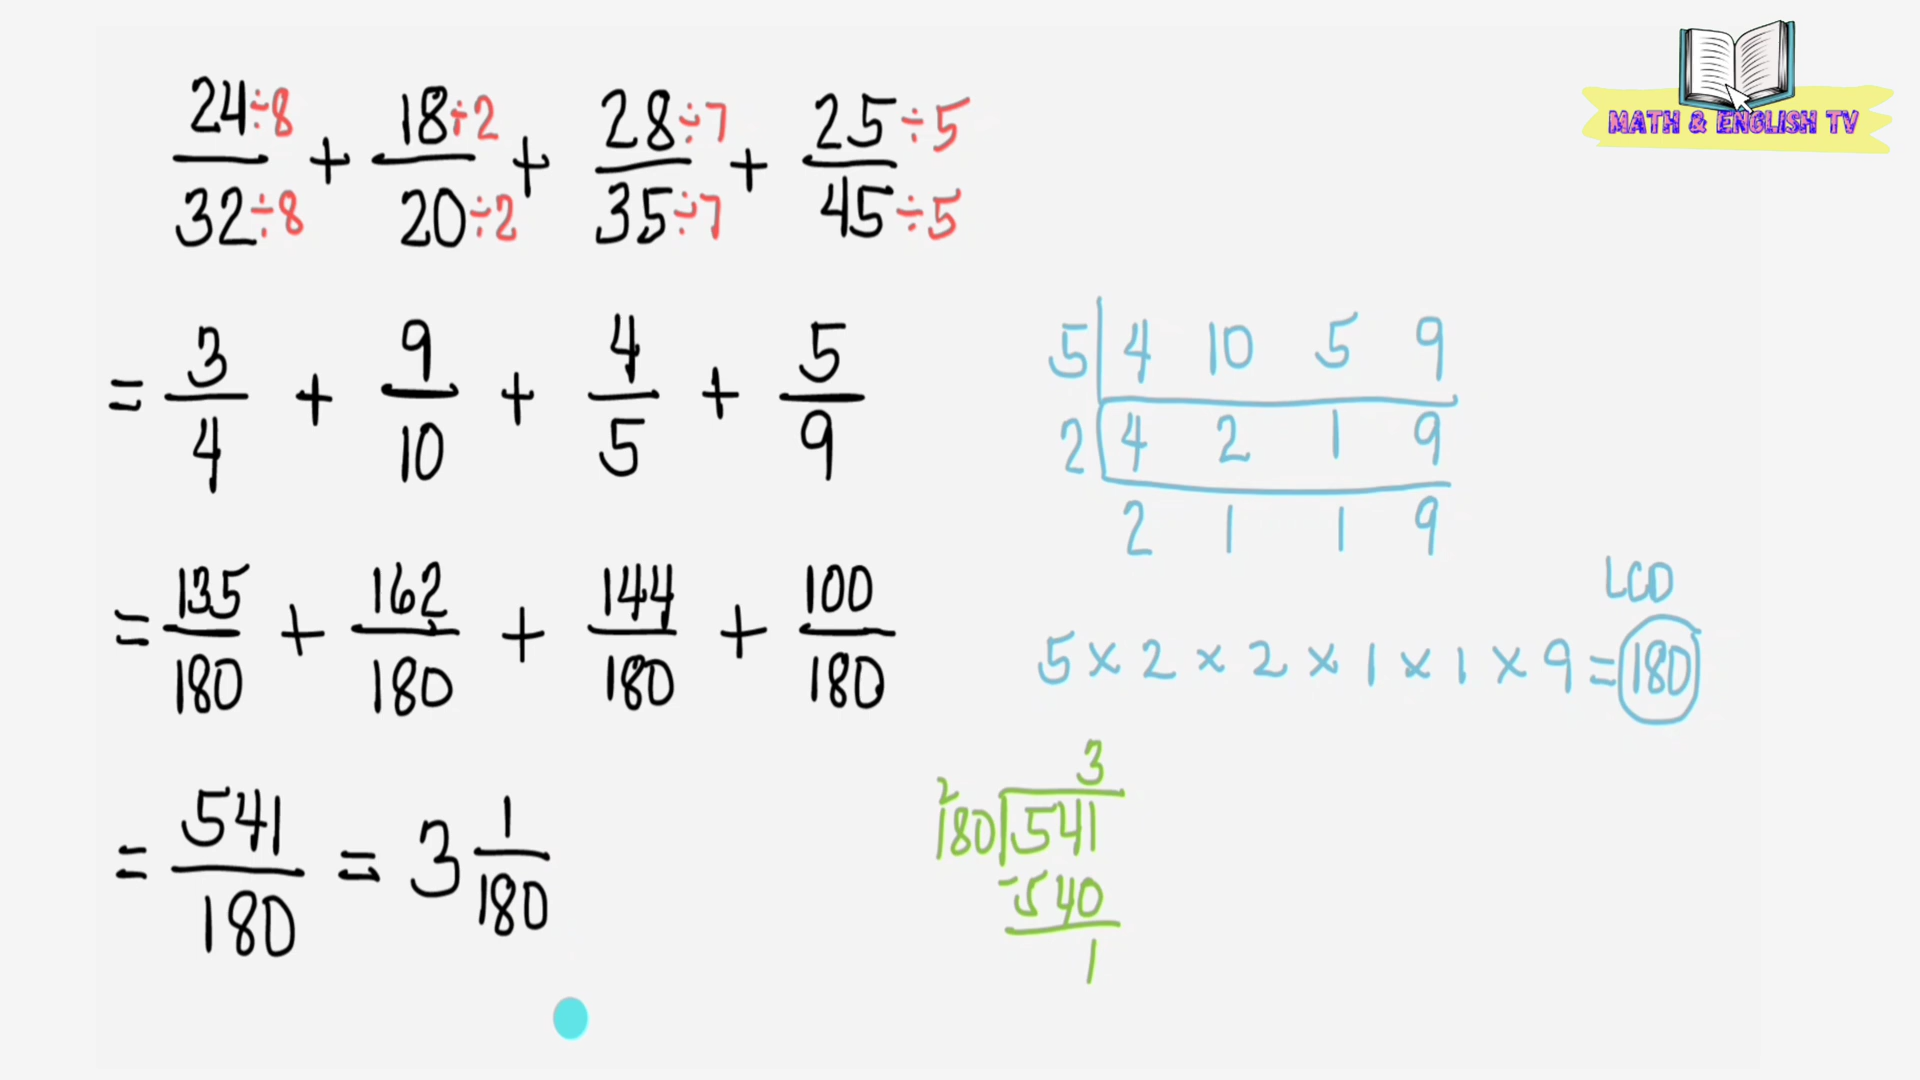 MATH & ENGLISH TV
24÷8 + 18÷2 + 28÷7 + 25÷5
32÷8 20÷2 35÷7 45÷5
= 3/4 + 9/10 + 4/5 + 5/9
5 | 4 10 5 9
2 | 4 2 1 9
2 1 1 9
LCD
5 × 2 × 2 × 1 × 1 × 9 = 180
= 135/180 + 162/180 + 144/180 + 100/180
= 541/180 = 3 1/180
3
2
180 541
-540
1